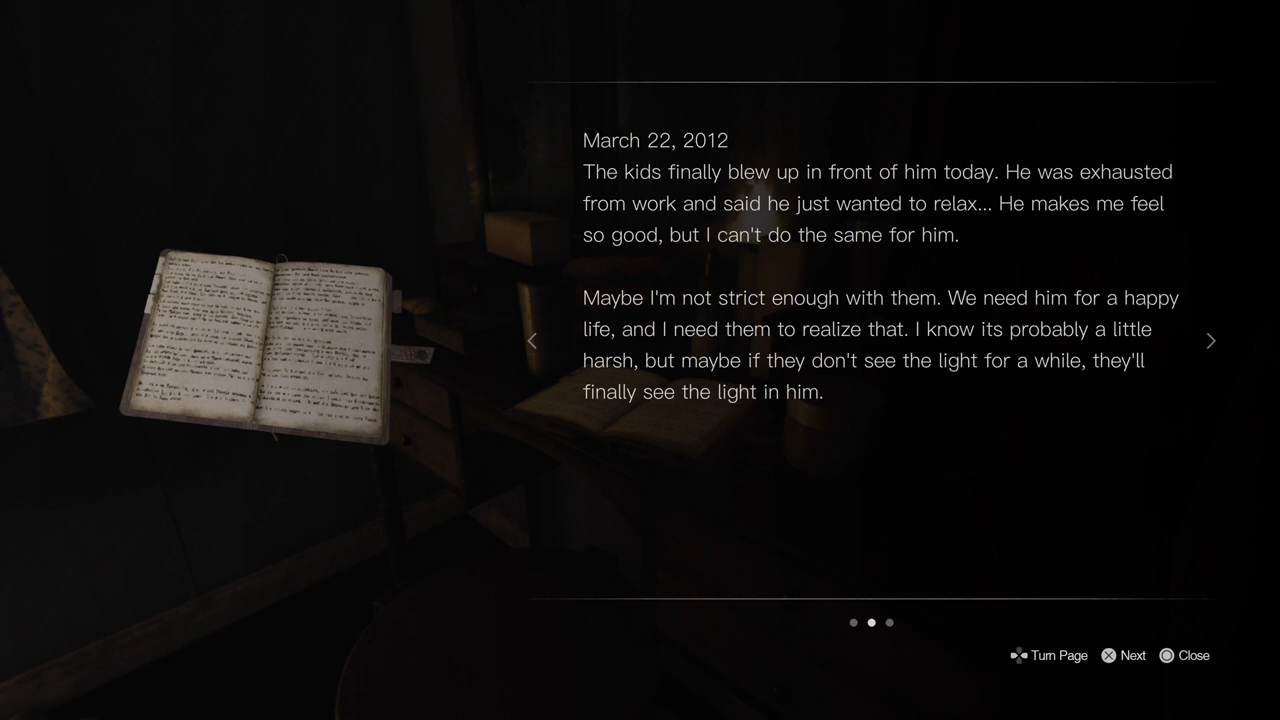 March 22, 2012
The kids finally blew up in front of him today. He was exhausted
from work and said he just wanted to relax... He makes me feel
so good, but I can't do the same for him.
Maybe I'm not strict enough with them. We need him for a happy
life, and I need them to realize that. I know its probably a little
harsh, but maybe if they don't see the light for a while, they'll
finally see the light in him.
Turn Page Next Close